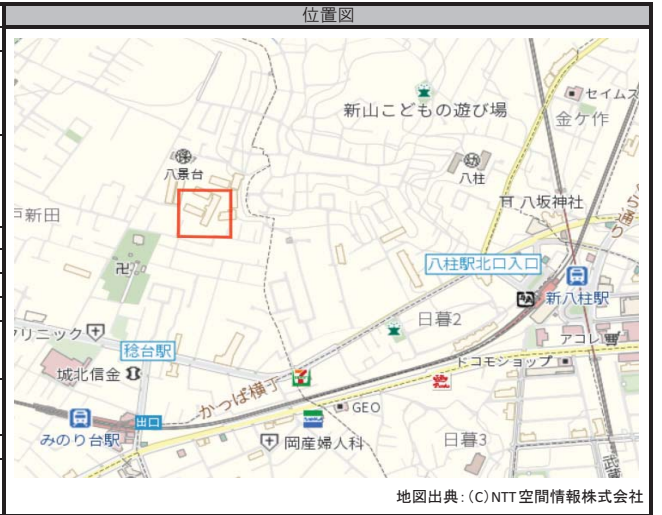 位置図
セイムス
新山こどもの遊び場
金ケ作
八景台
八柱
八坂神社
戸新田
八柱駅北口入口
新八柱駅
クリニック
稔台駅
日暮2
アコレ
城北信金
ドコモショップ
かっぱ横丁
7
GEO
出口
みのり台駅
岡産婦人科
日暮3
地図出典:(C)NTT空間情報株式会社